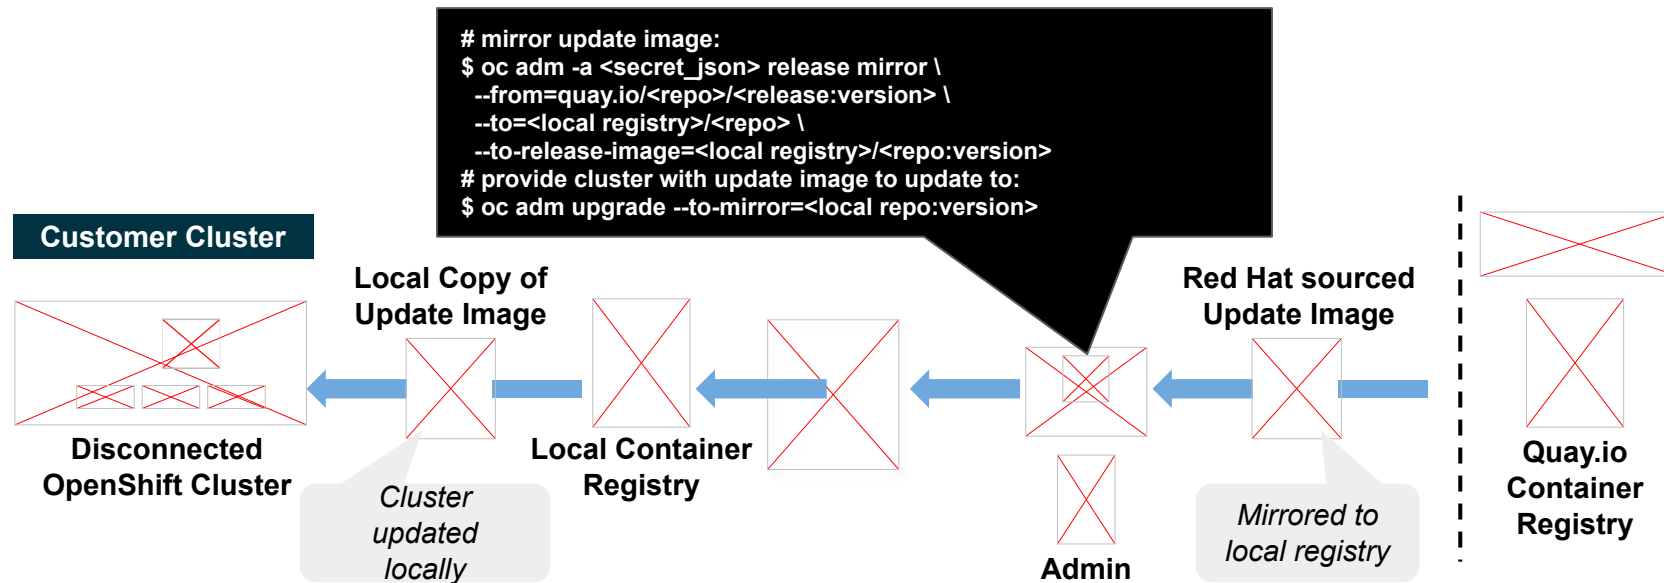 # mirror update image:
$ oc adm -a <secret_json> release mirror \
--from=quay.io/<repo>/<release:version> \
--to=<local registry>/<repo> \
--to-release-image=<local registry>/<repo:version>
# provide cluster with update image to update to:
$ oc adm upgrade --to-mirror=<local repo:version>
Customer Cluster
Local Copy of
Update Image
Red Hat sourced
Update Image
Disconnected
OpenShift Cluster
Cluster
updated
locally
Local Container
Registry
Admin
Mirrored to
local registry
Quay.io
Container
Registry